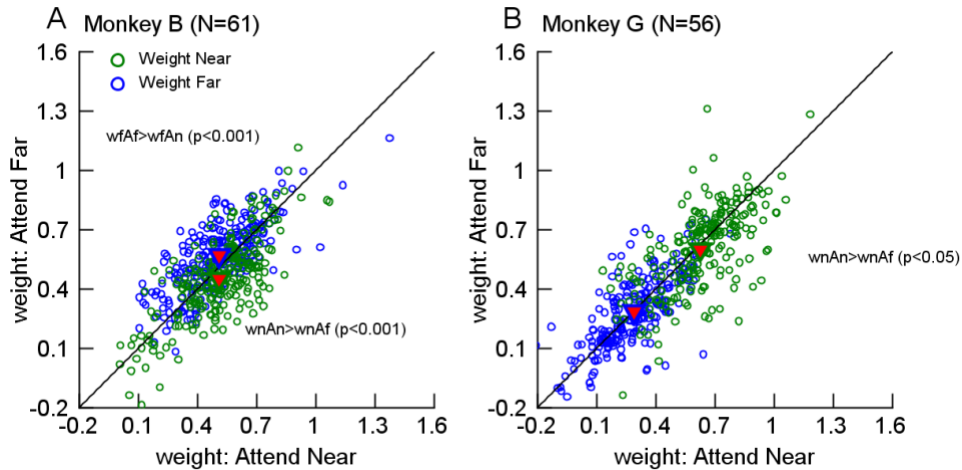 A Monkey B (N=61)
1.6
1.3
1
0.7
0.4
0.1
-0.2
weight: Attend Far
Weight Near
Weight Far
wfAf>wfAn (p<0.001)
wnAn>wnAf (p<0.001)
-0.2 0.1 0.4 0.7 1 1.3 1.6
weight: Attend Near
B Monkey G (N=56)
1.6
1.3
1
0.7
0.4
0.1
-0.2
weight: Attend Far
wnAn>wnAf (p<0.05)
-0.2 0.1 0.4 0.7 1 1.3 1.6
weight: Attend Near